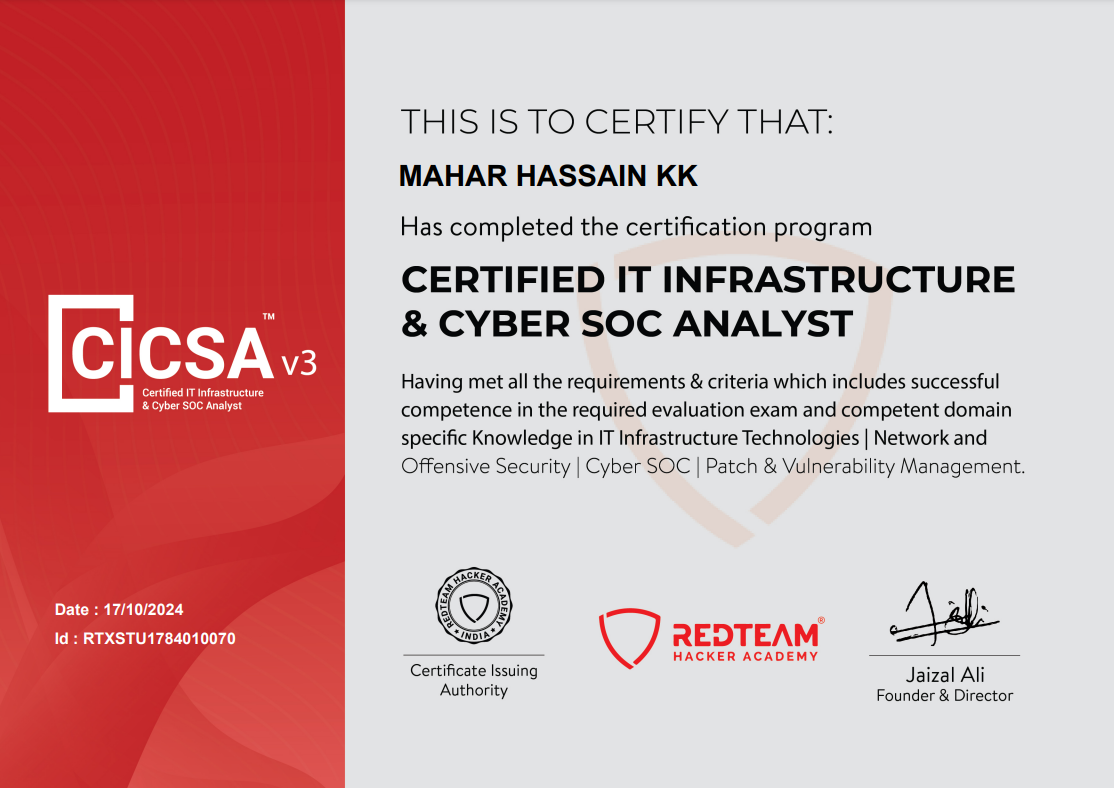 THIS IS TO CERTIFY THAT:
MAHAR HASSAIN KK
Has completed the certification program
CERTIFIED IT INFRASTRUCTURE
& CYBER SOC ANALYST
Having met all the requirements & criteria which includes successful
competence in the required evaluation exam and competent domain
specific Knowledge in IT Infrastructure Technologies | Network and
Offensive Security | Cyber SOC | Patch & Vulnerability Management.
CICSA™ v3
Certified IT Infrastructure
& Cyber SOC Analyst
Date : 17/10/2024
Id : RTXSTU1784010070
REDTEAM HACKER ACADEMY
★ INDIA ★
Certificate Issuing
Authority
REDTEAM®
HACKER ACADEMY
Jaizal Ali
Founder & Director